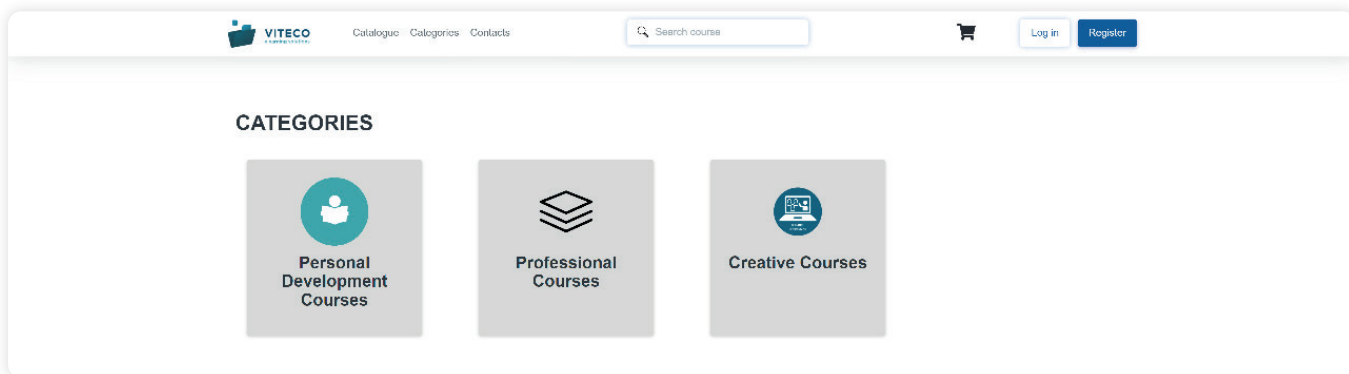 VITECO
Catalogue Categories Contacts
Search course
Log in
Register
CATEGORIES
Personal
Development
Courses
Professional
Courses
Creative Courses